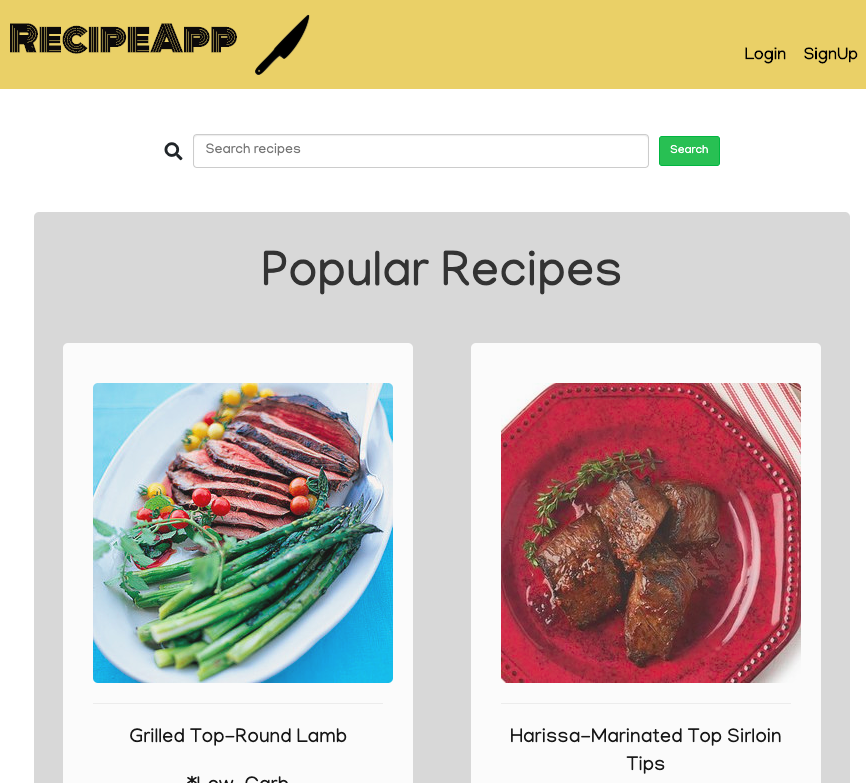 RecipeApp
Login SignUp
Search recipes Search
Popular Recipes
Grilled Top-Round Lamb
Harissa-Marinated Top Sirloin
Tips
*Low-Carb